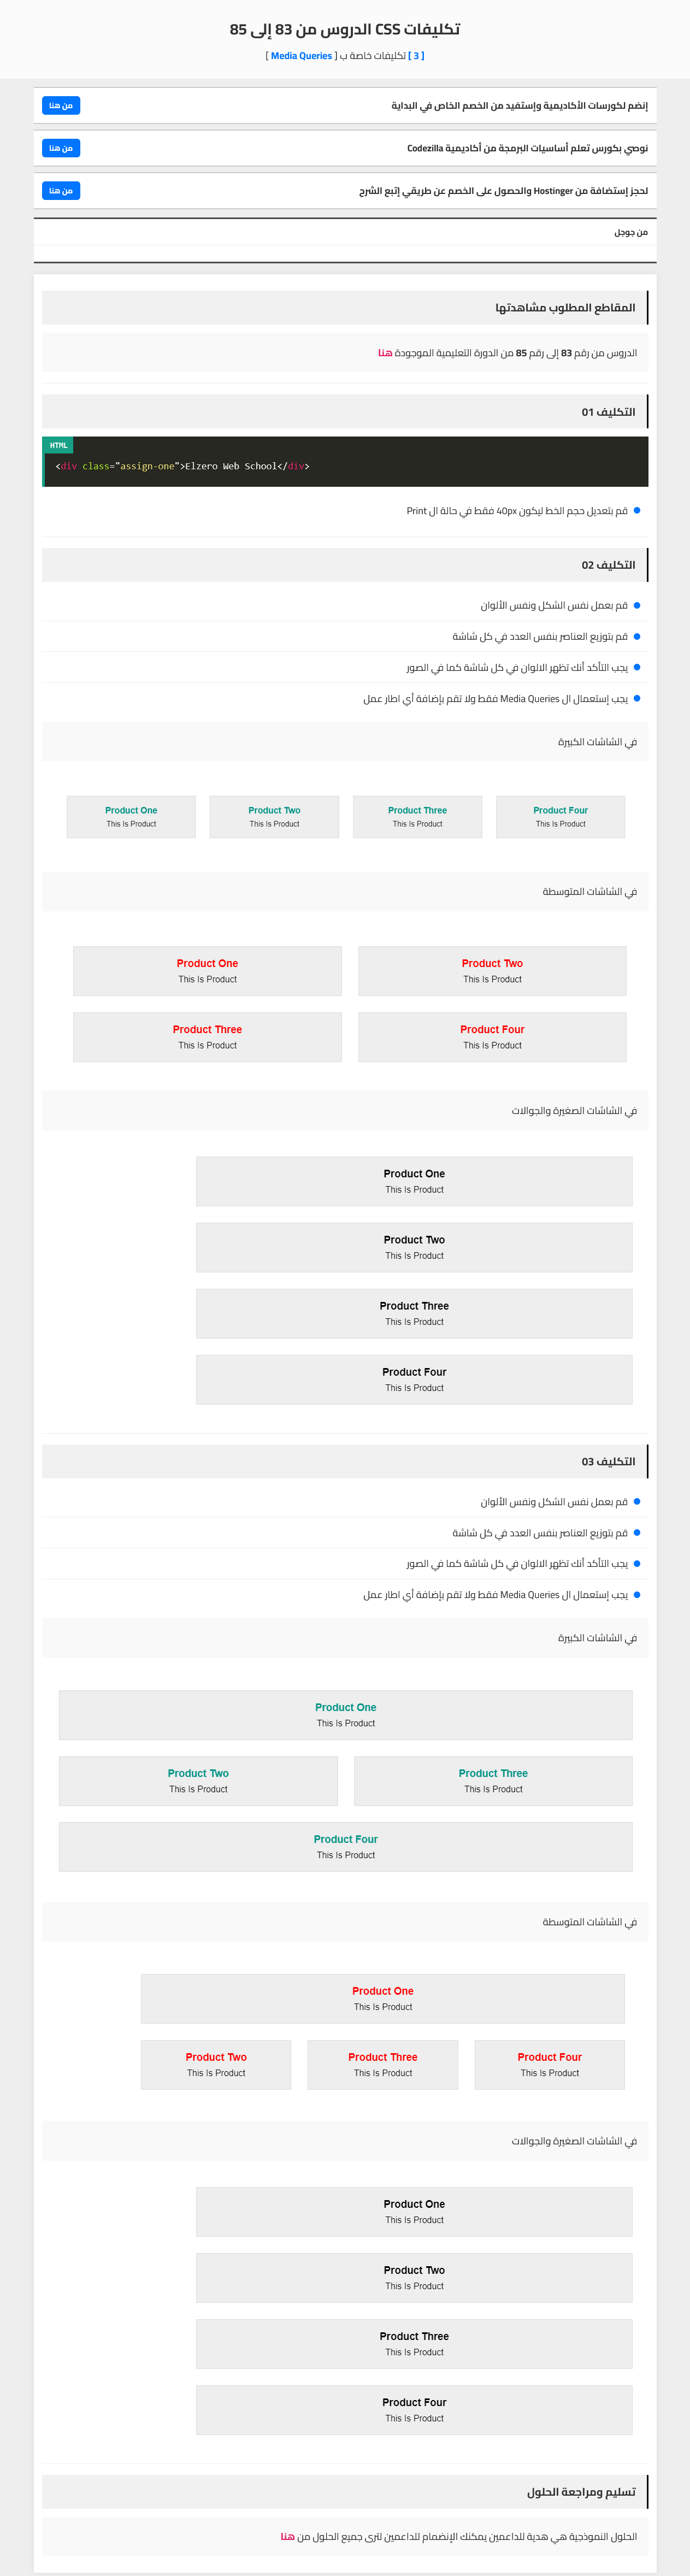 تكليفات CSS الدروس من 83 إلى 85
[ 3 ] تكليفات خاصة ب [ Media Queries ]
إنضم لكورسات الأكاديمية وإستفيد من الخصم الخاص في البداية
من هنا
نوصي بكورس تعلم أساسيات البرمجة من أكاديمية Codezilla
من هنا
لحجز إستضافة من Hostinger والحصول على الخصم عن طريقي إتبع الشرح
من هنا
من جوجل
المقاطع المطلوب مشاهدتها
الدروس من رقم 83 إلى رقم 85 من الدورة التعليمية الموجودة هنا
التكليف 01
HTML
<div class="assign-one">Elzero Web School</div>
قم بتعديل حجم الخط ليكون 40px فقط في حالة ال Print
التكليف 02
قم بعمل نفس الشكل ونفس الألوان
قم بتوزيع العناصر بنفس العدد في كل شاشة
يجب التأكد أنك تظهر الالوان في كل شاشة كما في الصور
يجب إستعمال ال Media Queries فقط ولا تقم بإضافة أي اطار عمل
في الشاشات الكبيرة
Product One Product Two Product Three Product Four
This Is Product This Is Product This Is Product This Is Product
في الشاشات المتوسطة
Product One Product Two
This Is Product This Is Product
Product Three Product Four
This Is Product This Is Product
في الشاشات الصغيرة والجوالات
Product One
This Is Product
Product Two
This Is Product
Product Three
This Is Product
Product Four
This Is Product
التكليف 03
قم بعمل نفس الشكل ونفس الألوان
قم بتوزيع العناصر بنفس العدد في كل شاشة
يجب التأكد أنك تظهر الالوان في كل شاشة كما في الصور
يجب إستعمال ال Media Queries فقط ولا تقم بإضافة أي اطار عمل
في الشاشات الكبيرة
Product One
This Is Product
Product Two Product Three
This Is Product This Is Product
Product Four
This Is Product
في الشاشات المتوسطة
Product One
This Is Product
Product Two Product Three Product Four
This Is Product This Is Product This Is Product
في الشاشات الصغيرة والجوالات
Product One
This Is Product
Product Two
This Is Product
Product Three
This Is Product
Product Four
This Is Product
تسليم ومراجعة الحلول
الحلول النموذجية هي هدية للداعمين يمكنك الإنضمام للداعمين لترى جميع الحلول من هنا